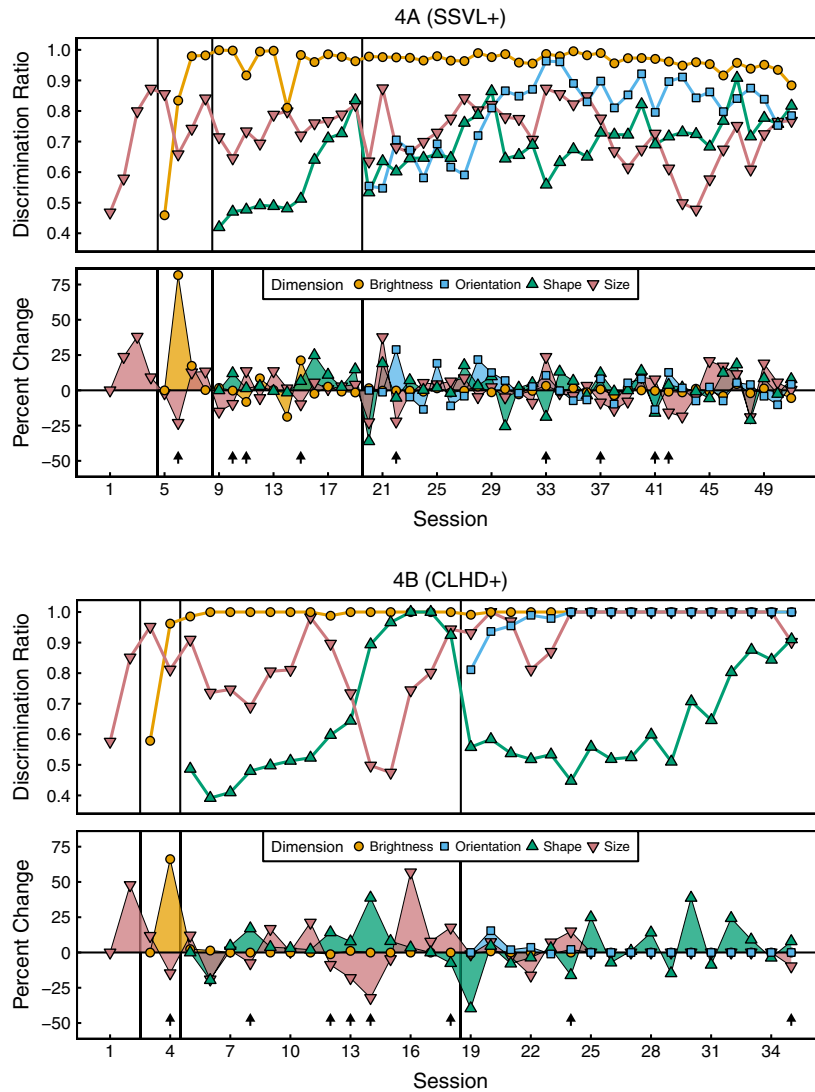 4A (SSVL+)
Discrimination Ratio
1.0
0.9
0.8
0.7
0.6
0.5
0.4
Percent Change
75
50
25
0
−25
−50
Dimension Brightness Orientation Shape Size
1 5 9 13 17 21 25 29 33 37 41 45 49
Session
4B (CLHD+)
Discrimination Ratio
1.0
0.9
0.8
0.7
0.6
0.5
0.4
Percent Change
75
50
25
0
−25
−50
Dimension Brightness Orientation Shape Size
1 4 7 10 13 16 19 22 25 28 31 34
Session